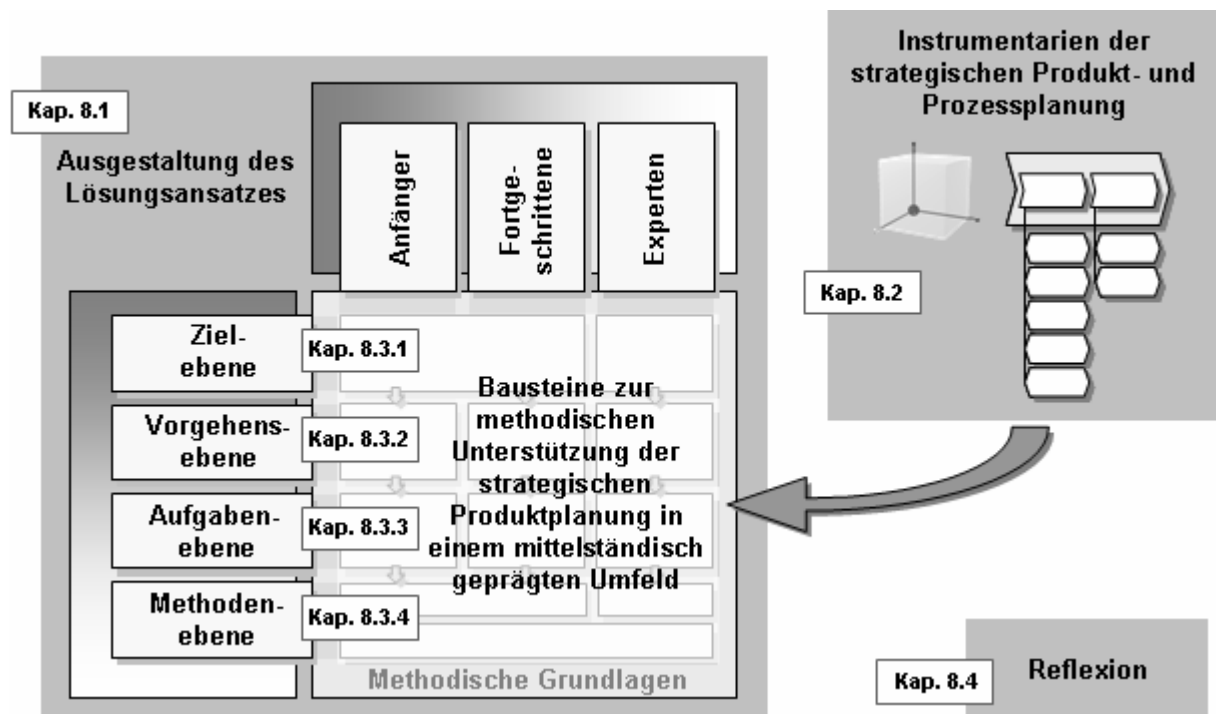 Kap. 8.1
Ausgestaltung des
Lösungsansatzes
Anfänger
Fortge-
schrittene
Experten
Ziel-
ebene
Kap. 8.3.1
Vorgehens-
ebene
Kap. 8.3.2
Aufgaben-
ebene
Kap. 8.3.3
Methoden-
ebene
Kap. 8.3.4
Bausteine zur
methodischen
Unterstützung der
strategischen
Produktplanung in
einem mittelständisch
geprägten Umfeld
Methodische Grundlagen
Instrumentarien der
strategischen Produkt- und
Prozessplanung
Kap. 8.2
Kap. 8.4
Reflexion